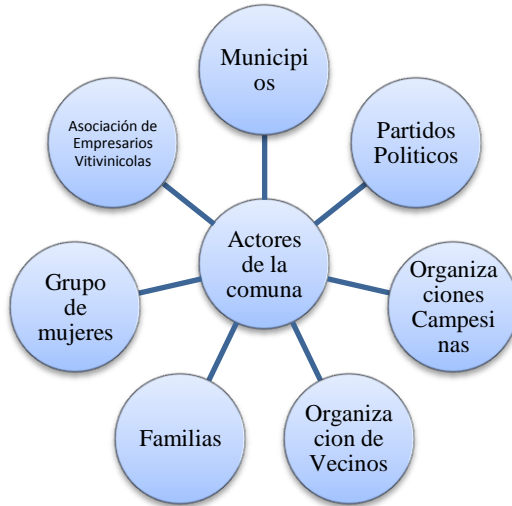 Municipi
os
Partidos
Politicos
Organiza
ciones
Campesi
nas
Organiza
cion de
Vecinos
Familias
Grupo
de
mujeres
Asociación de
Empresarios
Vitivinicolas
Actores
de la
comuna